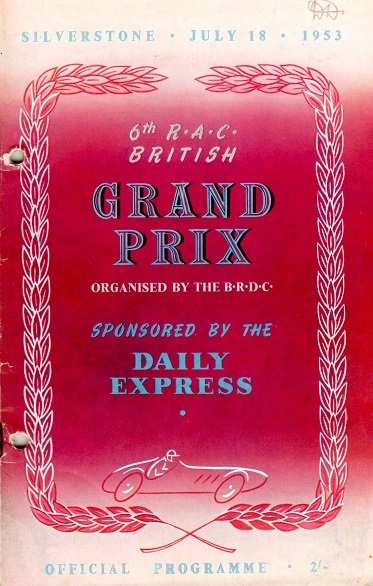 SILVERSTONE · JULY 18 · 1953
6th R·A·C·
BRITISH
GRAND
PRIX
ORGANISED BY THE B·R·D·C·
SPONSORED BY THE
DAILY
EXPRESS
OFFICIAL PROGRAMME · 2/-